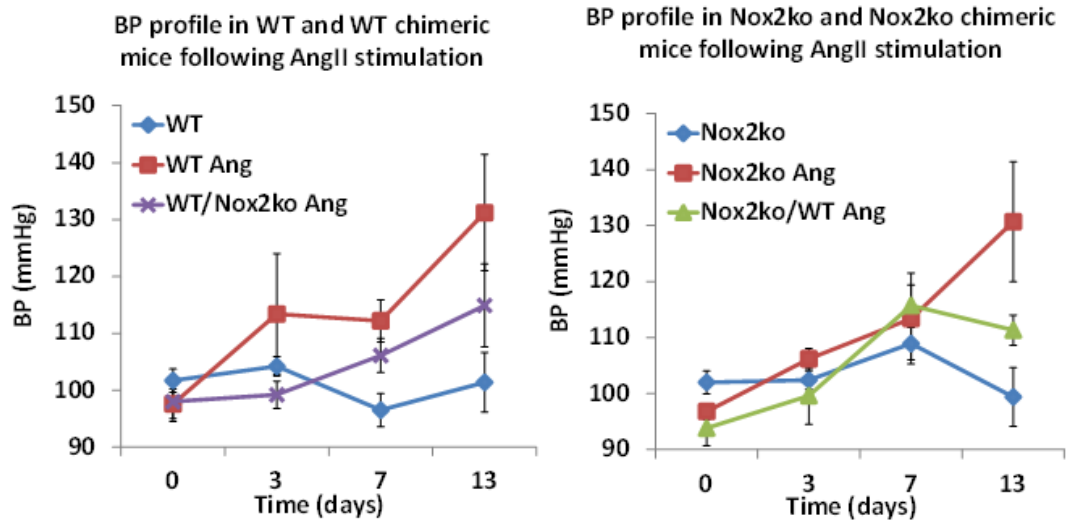 BP profile in WT and WT chimeric
mice following AngII stimulation
150
140
130
120
110
100
90
BP (mmHg)
WT
WT Ang
WT/Nox2ko Ang
0 3 7 13
Time (days)
BP profile in Nox2ko and Nox2ko chimeric
mice following AngII stimulation
150
140
130
120
110
100
90
BP (mmHg)
Nox2ko
Nox2ko Ang
Nox2ko/WT Ang
0 3 7 13
Time (days)